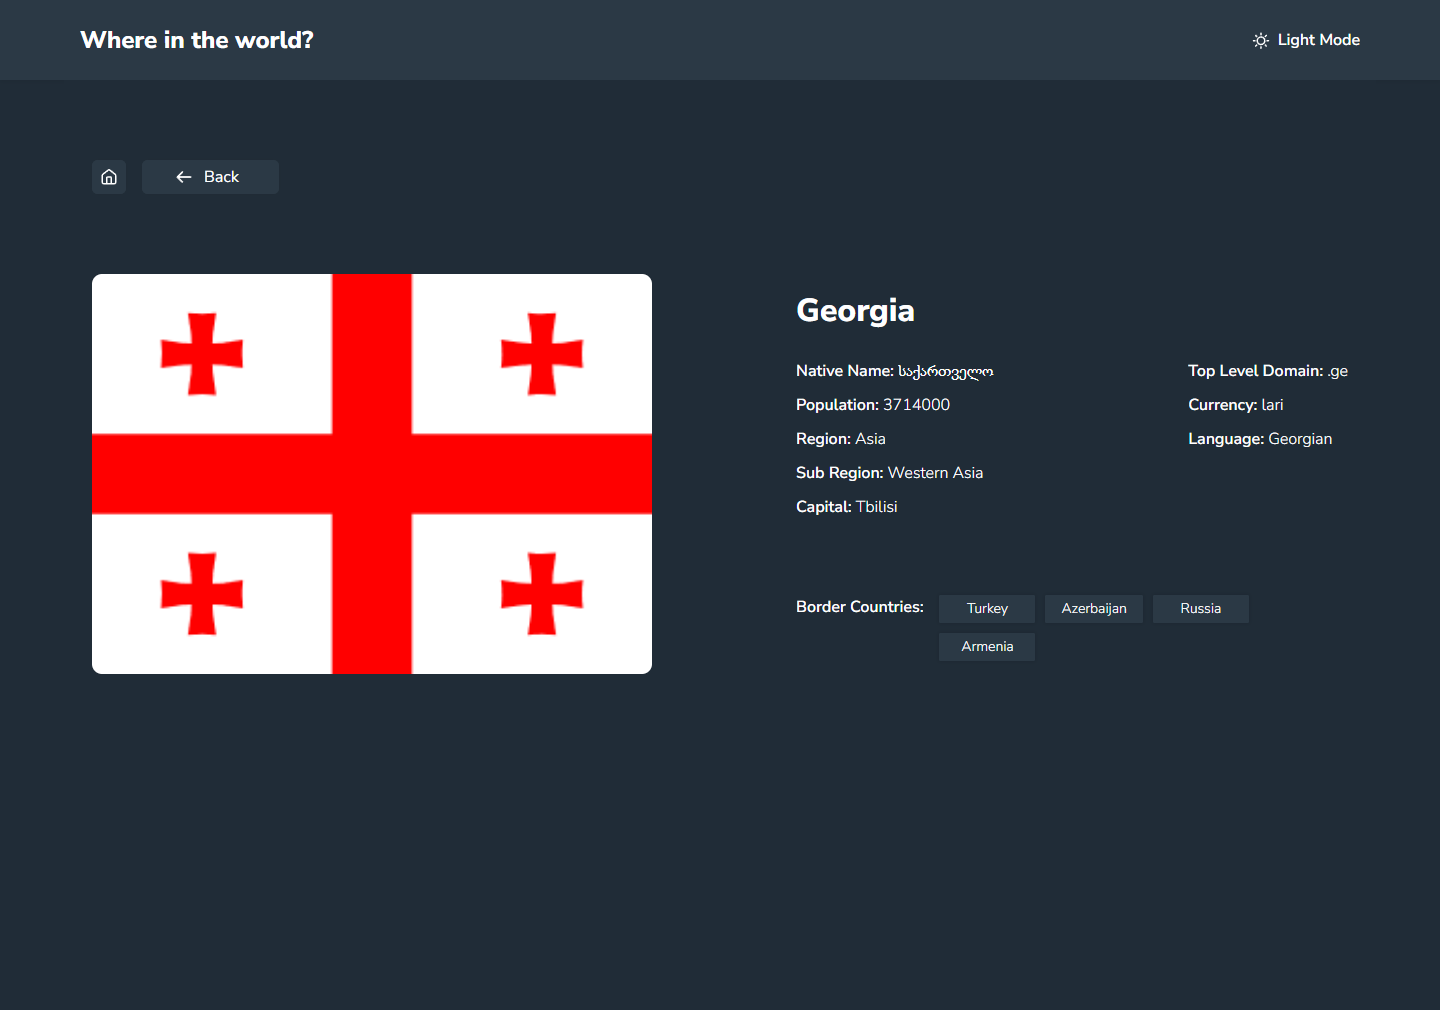 Where in the world?
Light Mode
Back
Georgia
Native Name: საქართველო
Population: 3714000
Region: Asia
Sub Region: Western Asia
Capital: Tbilisi
Top Level Domain: .ge
Currency: lari
Language: Georgian
Border Countries:
Turkey
Azerbaijan
Russia
Armenia